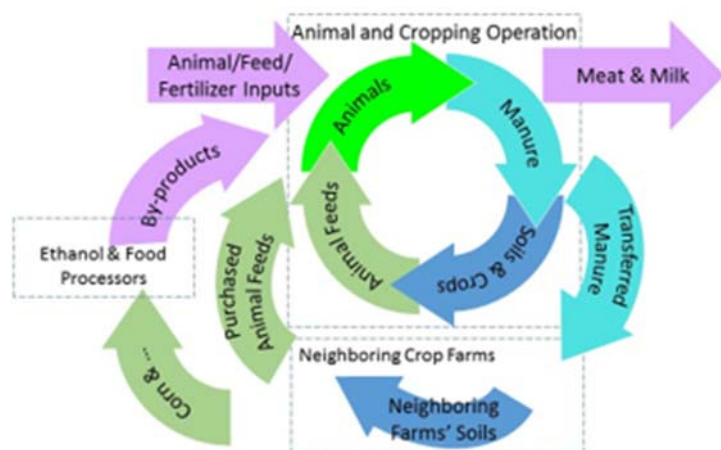 Animal and Cropping Operation
Animal/Feed/
Fertilizer Inputs
Meat & Milk
Animals
Manure
By-products
Animal Feeds
Soils & Crops
Transferred
Manure
Ethanol & Food
Processors
Purchased
Animal Feeds
Corn & ...
Neighboring Crop Farms
Neighboring
Farms' Soils